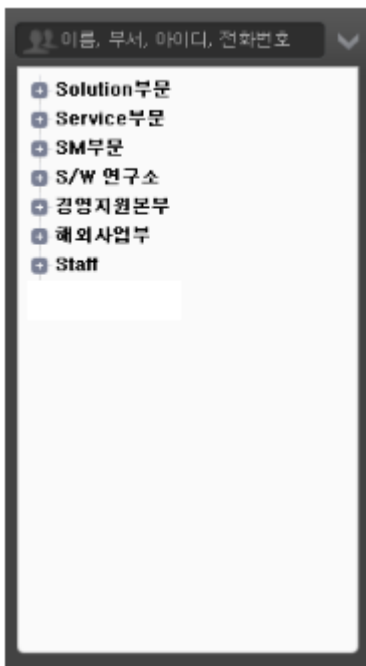 이름, 부서, 아이디, 전화번호
Solution부문
Service부문
SM부문
S/W 연구소
경영지원본부
해외사업부
Staff